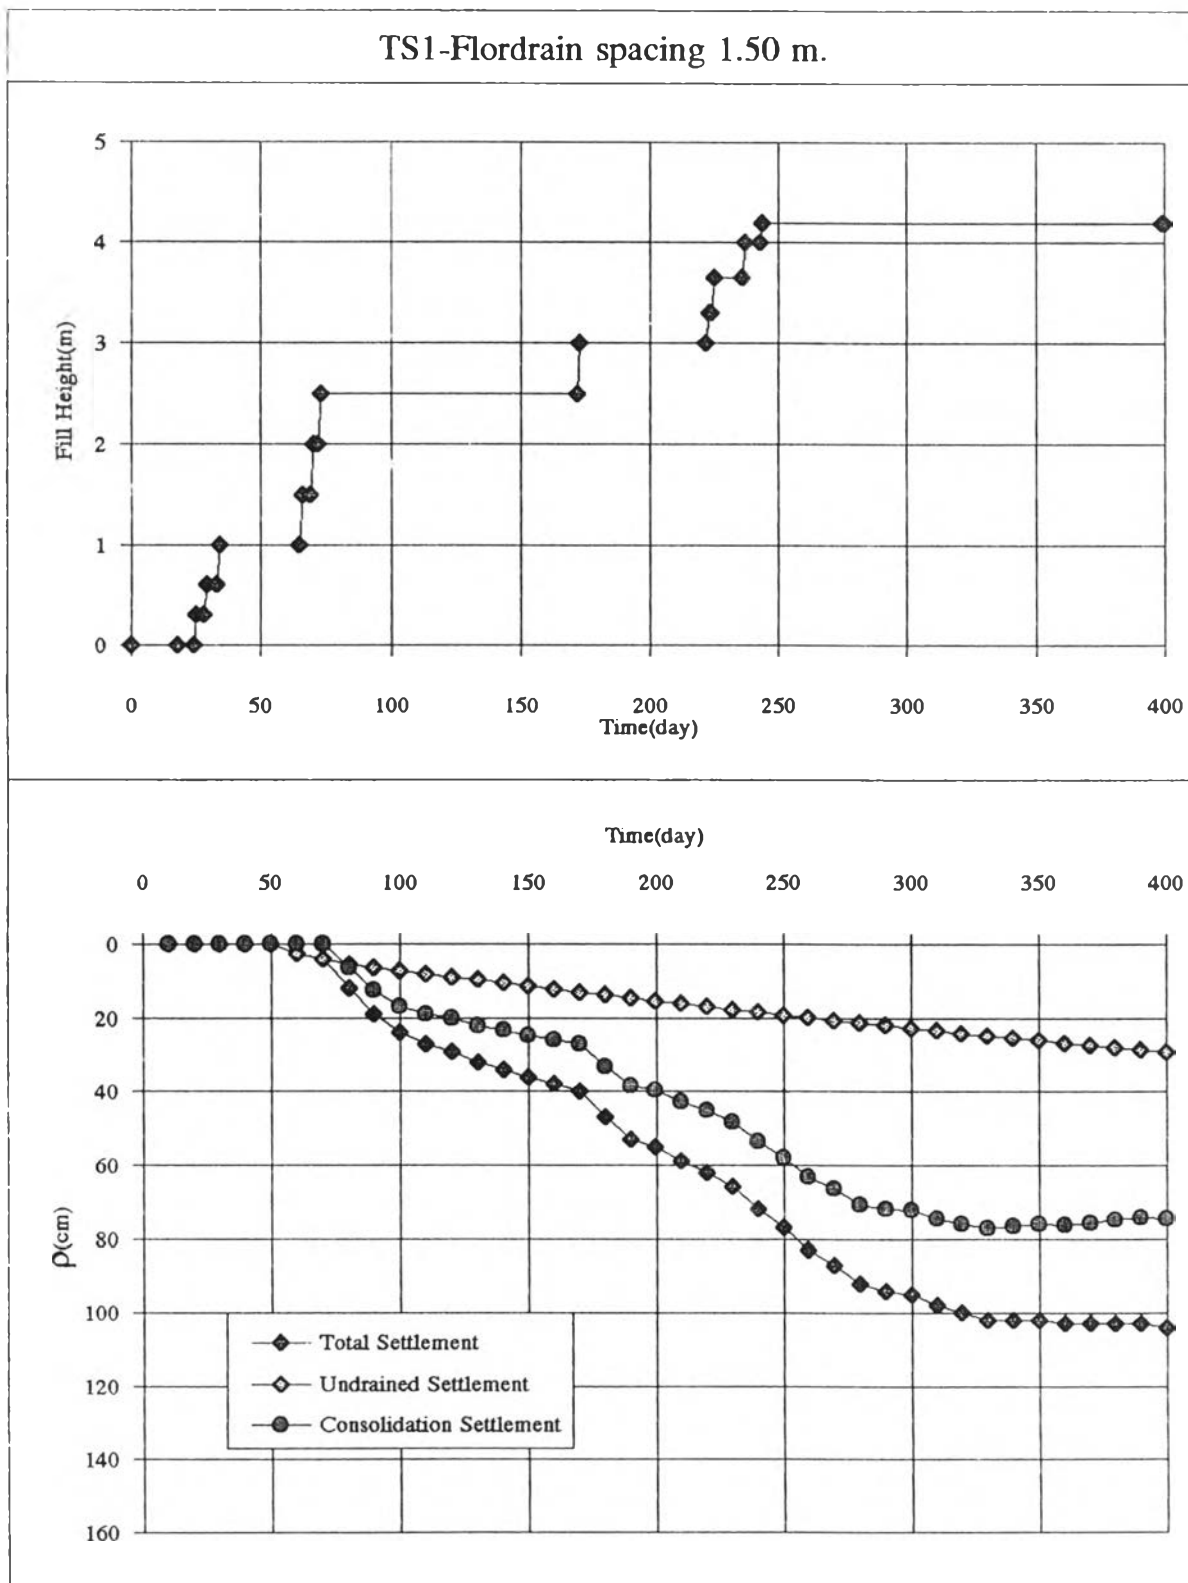 TS1-Flordrain spacing 1.50 m.
5
4
3
2
1
0
Fill Height(m)
0 50 100 150 200 250 300 350 400
Time(day)
Time(day)
0 50 100 150 200 250 300 350 400
0
20
40
60
80
100
120
140
160
ρ(cm)
Total Settlement
Undrained Settlement
Consolidation Settlement